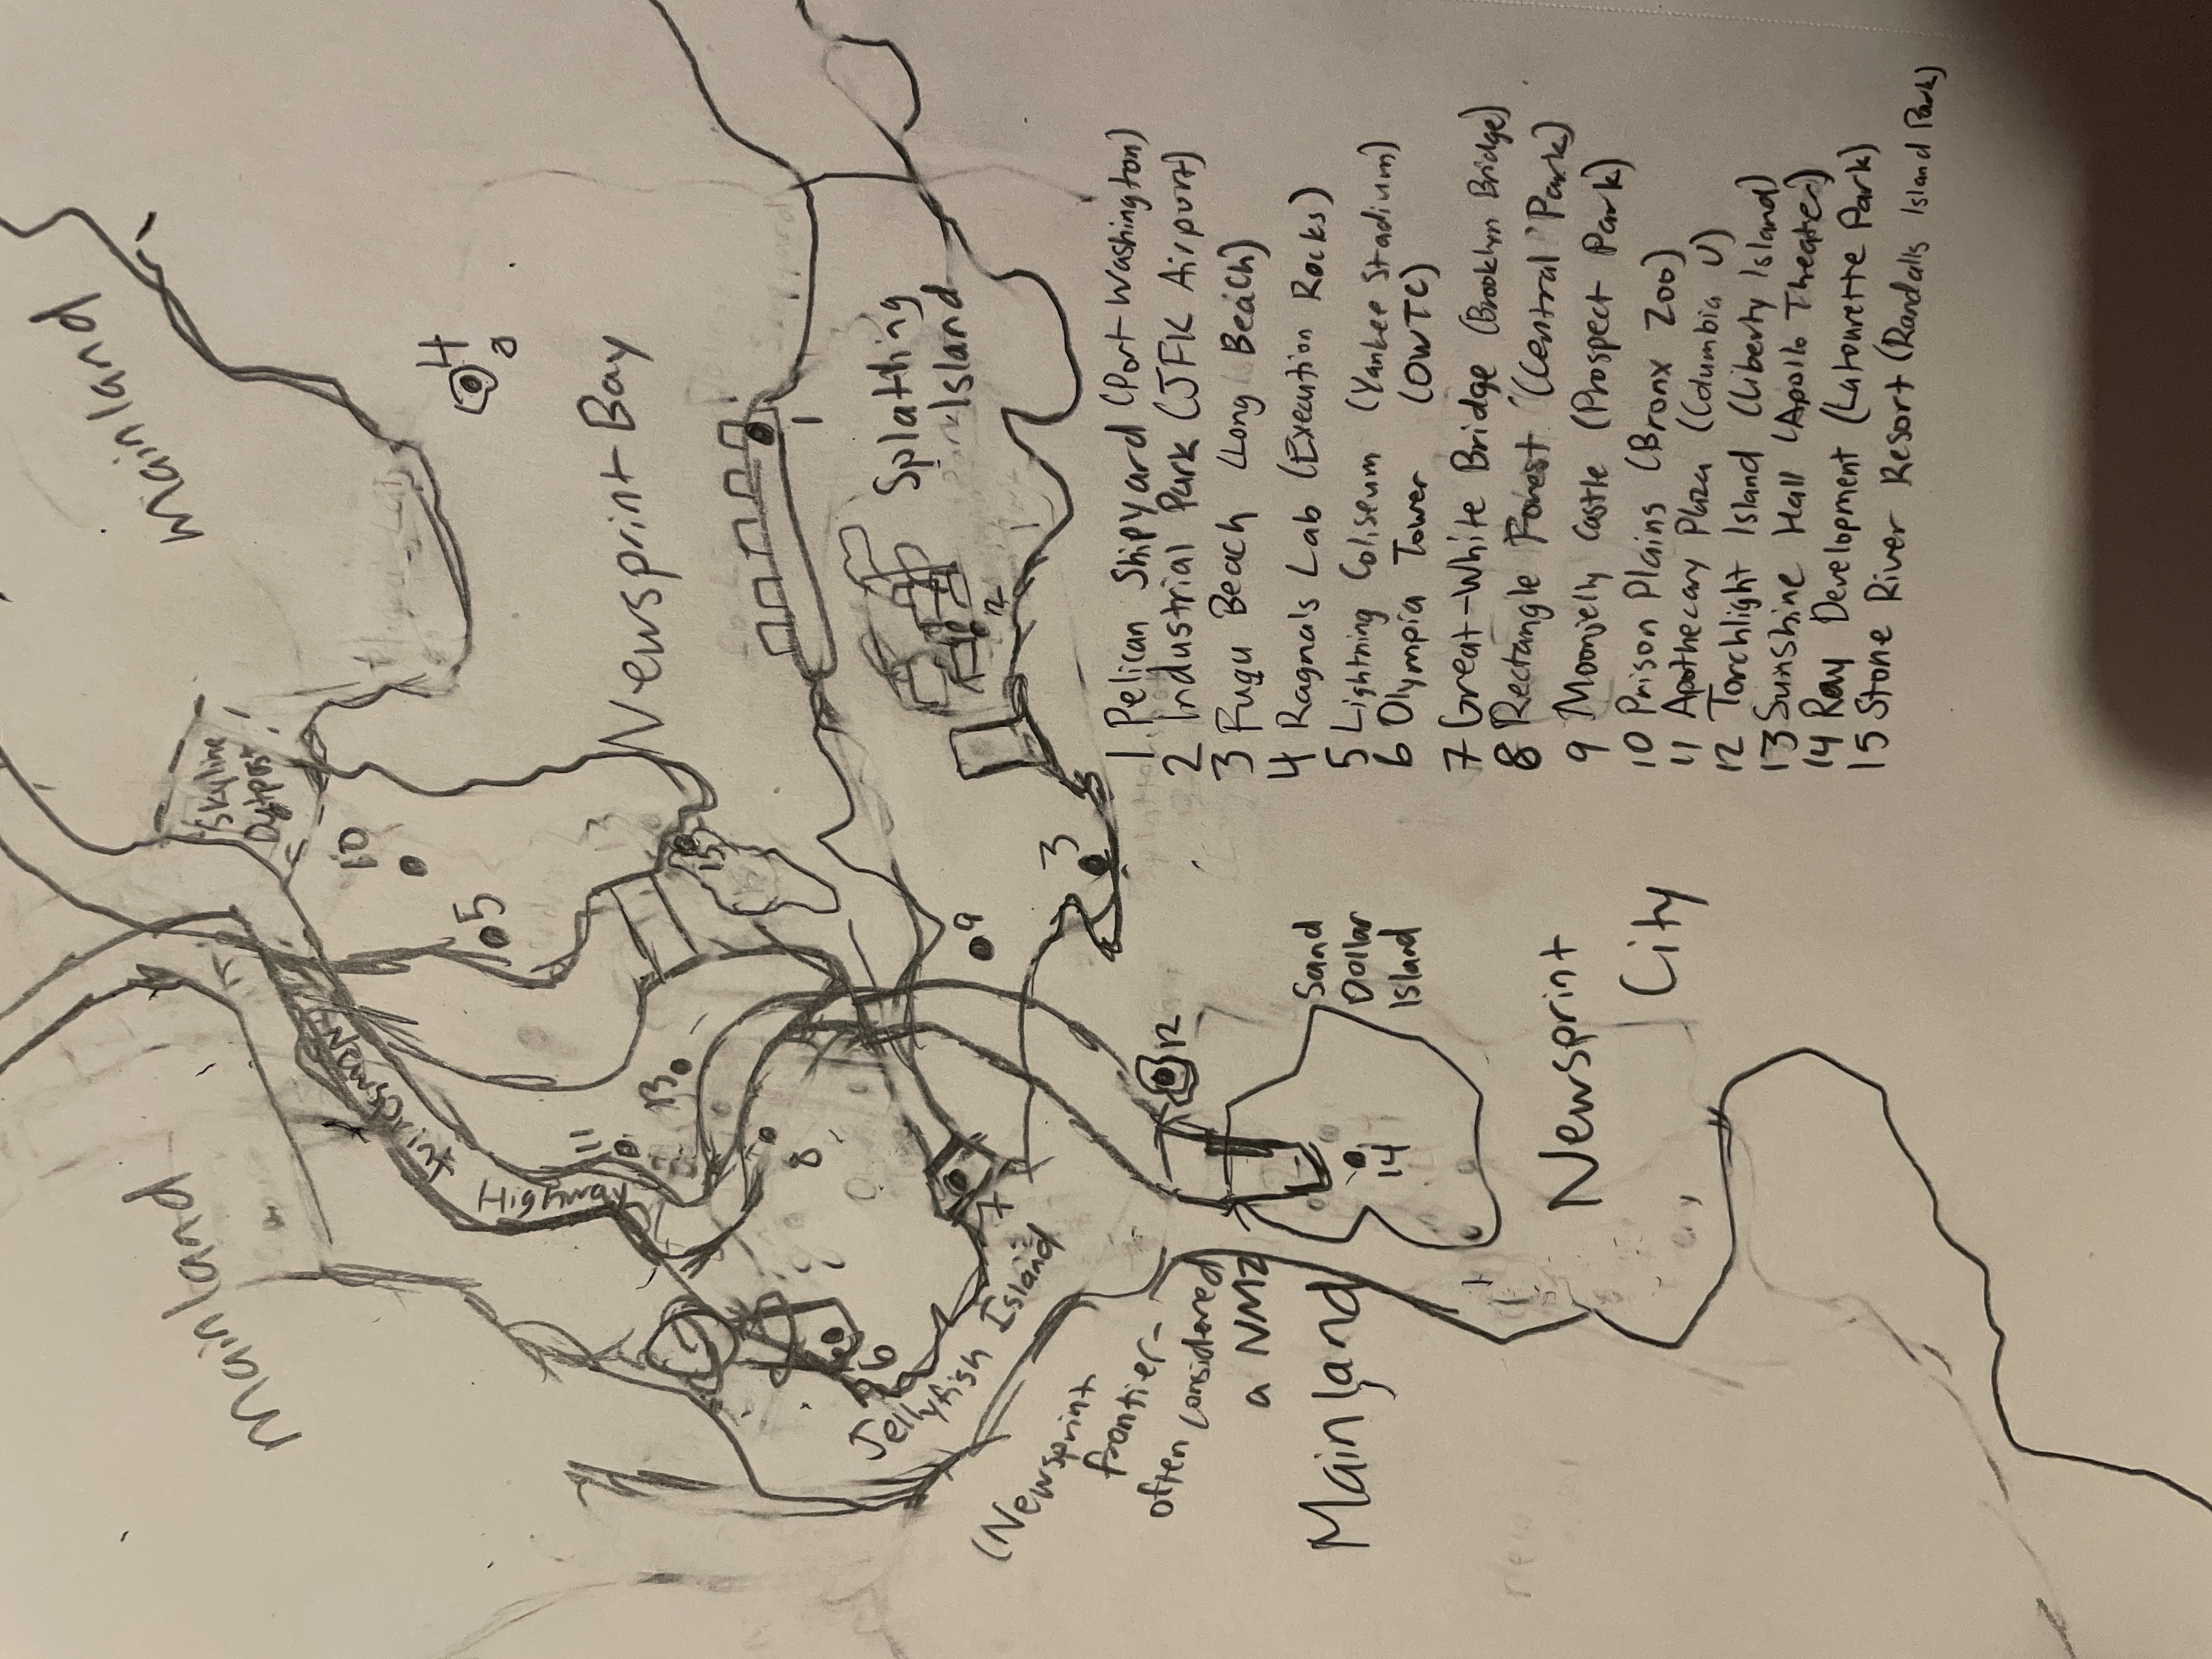 Mainland
Mainland
Skyline
Outpost
Newsprint
Highway
10
5
4
11
13
13
Newsprint Bay
15
8
6
1
Jellyfish Island
7
9
Splatling
Island
2
3
(Newsprint
frontier-
often considered
a NMZ
12
Mainland
Sand
Dollar
Island
14
Newsprint
City
1 Pelican Shipyard (Port Washington)
2 Industrial Park (JFK Airport)
3 Fugu Beach (Long Beach)
4 Ragna's Lab (Execution Rocks)
5 Lightning Coliseum (Yankee Stadium)
6 Olympia Tower (OWTC)
7 Great-White Bridge (Brooklyn Bridge)
8 Rectangle Forest (Central Park)
9 Moonjelly Castle (Prospect Park)
10 Prison Plains (Bronx Zoo)
11 Apothecary Plaza (Columbia U)
12 Torchlight Island (Liberty Island)
13 Sunshine Hall (Apollo Theater)
14 Ray Development (Latourette Park)
15 Stone River Resort (Randalls Island Park)